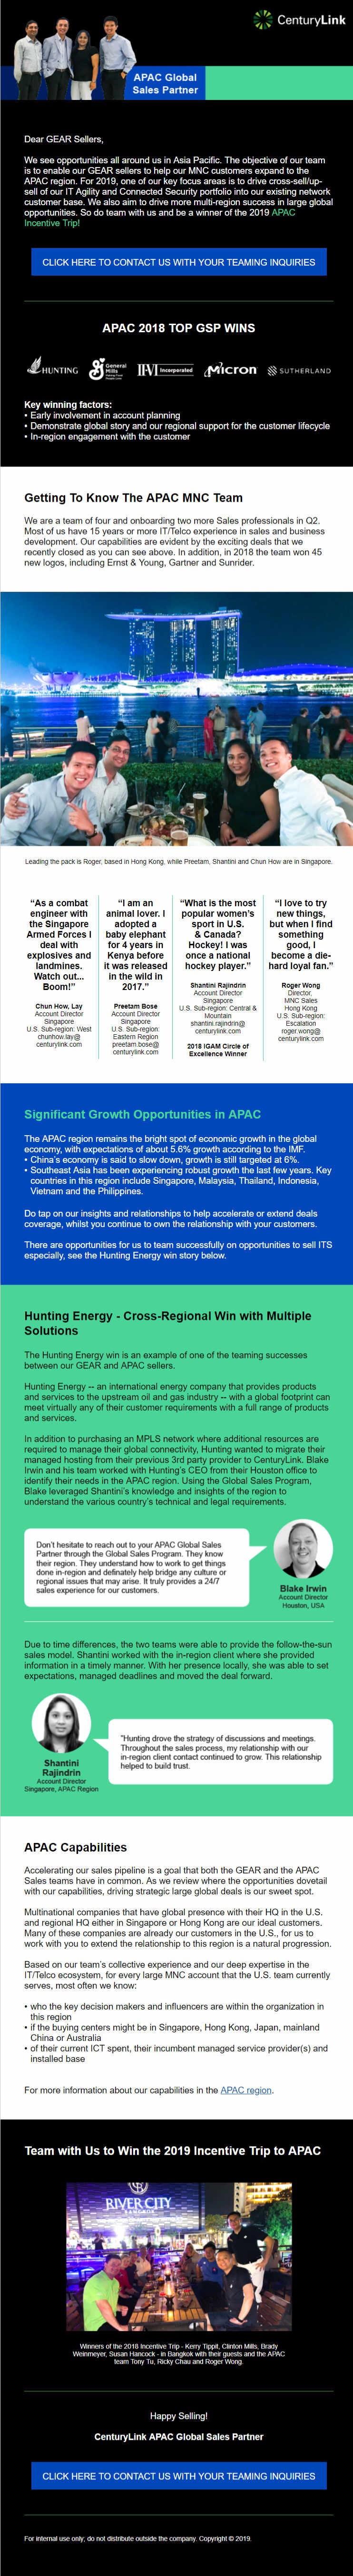 CenturyLink
APAC Global
Sales Partner
Dear GEAR Sellers,
We see opportunities all around us in Asia Pacific. The objective of our team
is to enable our GEAR sellers to help our MNC customers expand to the
APAC region. For 2019, one of our key focus areas is to drive cross-sell/up-
sell of our IT Agility and Connected Security portfolio into our existing network
customer base. We also aim to drive more multi-region success in large global
opportunities. So do team with us and be a winner of the 2019 APAC
Incentive Trip!
CLICK HERE TO CONTACT US WITH YOUR TEAMING INQUIRIES
APAC 2018 TOP GSP WINS
HUNTING
General
Mills
II-VI Incorporated
Micron
SUTHERLAND
Key winning factors:
• Early involvement in account planning
• Demonstrate global story and our regional support for the customer lifecycle
• In-region engagement with the customer
Getting To Know The APAC MNC Team
We are a team of four and onboarding two more Sales professionals in Q2.
Most of us have 15 years or more IT/Telco experience in sales and business
development. Our capabilities are evident by the exciting deals that we
recently closed as you can see above. In addition, in 2018 the team won 45
new logos, including Ernst & Young, Gartner and Sunrider.
Leading the pack is Roger, based in Hong Kong, while Preetam, Shantini and Chun How are in Singapore.
“As a combat
engineer with
the Singapore
Armed Forces I
deal with
explosives and
landmines.
Watch out...
Boom!”
Chun How, Lay
Account Director
Singapore
U.S. Sub-region: West
chunhow.lay@
centurylink.com
“I am an
animal lover. I
adopted a
baby elephant
for 4 years in
Kenya before
it was released
in the wild in
2017.”
Preetam Bose
Account Director
Singapore
U.S. Sub-region:
Eastern Region
preetam.bose@
centurylink.com
“What is the most
popular women’s
sport in U.S.
& Canada?
Hockey! I was
once a national
hockey player.”
Shantini Rajindrin
Account Director
Singapore
U.S. Sub-region: Central &
Mountain
shantini.rajindrin@
centurylink.com
2018 IGAM Circle of
Excellence Winner
“I love to try
new things,
but when I find
something
good, I
become a die-
hard loyal fan.”
Roger Wong
Director,
MNC Sales
Hong Kong
U.S. Sub-region:
Escalation
roger.wong@
centurylink.com
Significant Growth Opportunities in APAC
The APAC region remains the bright spot of economic growth in the global
economy, with expectations of about 5.6% growth according to the IMF.
• China’s economy is said to slow down, growth is still targeted at 6%.
• Southeast Asia has been experiencing robust growth the last few years. Key
countries in this region include Singapore, Malaysia, Thailand, Indonesia,
Vietnam and the Philippines.
Do tap on our insights and relationships to help accelerate or extend deals
coverage, whilst you continue to own the relationship with your customers.
There are opportunities for us to team successfully on opportunities to sell ITS
especially, see the Hunting Energy win story below.
Hunting Energy - Cross-Regional Win with Multiple
Solutions
The Hunting Energy win is an example of one of the teaming successes
between our GEAR and APAC sellers.
Hunting Energy -- an international energy company that provides products
and services to the upstream oil and gas industry -- with a global footprint can
meet virtually any of their customer requirements with a full range of products
and services.
In addition to purchasing an MPLS network where additional resources are
required to manage their global connectivity, Hunting wanted to migrate their
managed hosting from their previous 3rd party provider to CenturyLink. Blake
Irwin and his team worked with Hunting’s CEO from their Houston office to
identify their needs in the APAC region. Using the Global Sales Program,
Blake leveraged Shantini’s knowledge and insights of the region to
understand the various country’s technical and legal requirements.
Don’t hesitate to reach out to your APAC Global Sales
Partner through the Global Sales Program. They know
their region. They understand how to work to get things
done in-region and definately help bridge any culture or
regional issues that may arise. It truly provides a 24/7
sales experience for our customers.
Blake Irwin
Account Director
Houston, USA
Due to time differences, the two teams were able to provide the follow-the-sun
sales model. Shantini worked with the in-region client where she provided
information in a timely manner. With her presence locally, she was able to set
expectations, managed deadlines and moved the deal forward.
Shantini
Rajindrin
Account Director
Singapore, APAC Region
"Hunting drove the strategy of discussions and meetings.
Throughout the sales process, my relationship with our
in-region client contact continued to grow. This relationship
helped to build trust.
APAC Capabilities
Accelerating our sales pipeline is a goal that both the GEAR and the APAC
Sales teams have in common. As we review where the opportunities dovetail
with our capabilities, driving strategic large global deals is our sweet spot.
Multinational companies that have global presence with their HQ in the U.S.
and regional HQ either in Singapore or Hong Kong are our ideal customers.
Many of these companies are already our customers in the U.S., for us to
work with you to extend the relationship to this region is a natural progression.
Based on our team’s collective experience and our deep expertise in the
IT/Telco ecosystem, for every large MNC account that the U.S. team currently
serves, most often we know:
• who the key decision makers and influencers are within the organization in
this region
• if the buying centers might be in Singapore, Hong Kong, Japan, mainland
China or Australia
• of their current ICT spent, their incumbent managed service provider(s) and
installed base
For more information about our capabilities in the APAC region.
Team with Us to Win the 2019 Incentive Trip to APAC
RIVER CITY
Winners of the 2018 Incentive Trip - Kerry Tippit, Clinton Mills, Brady
Weinmeyer, Susan Hancock - in Bangkok with their guests and the APAC
team Tony Tu, Ricky Chau and Roger Wong.
Happy Selling!
CenturyLink APAC Global Sales Partner
CLICK HERE TO CONTACT US WITH YOUR TEAMING INQUIRIES
For internal use only; do not distribute outside the company. Copyright © 2019.